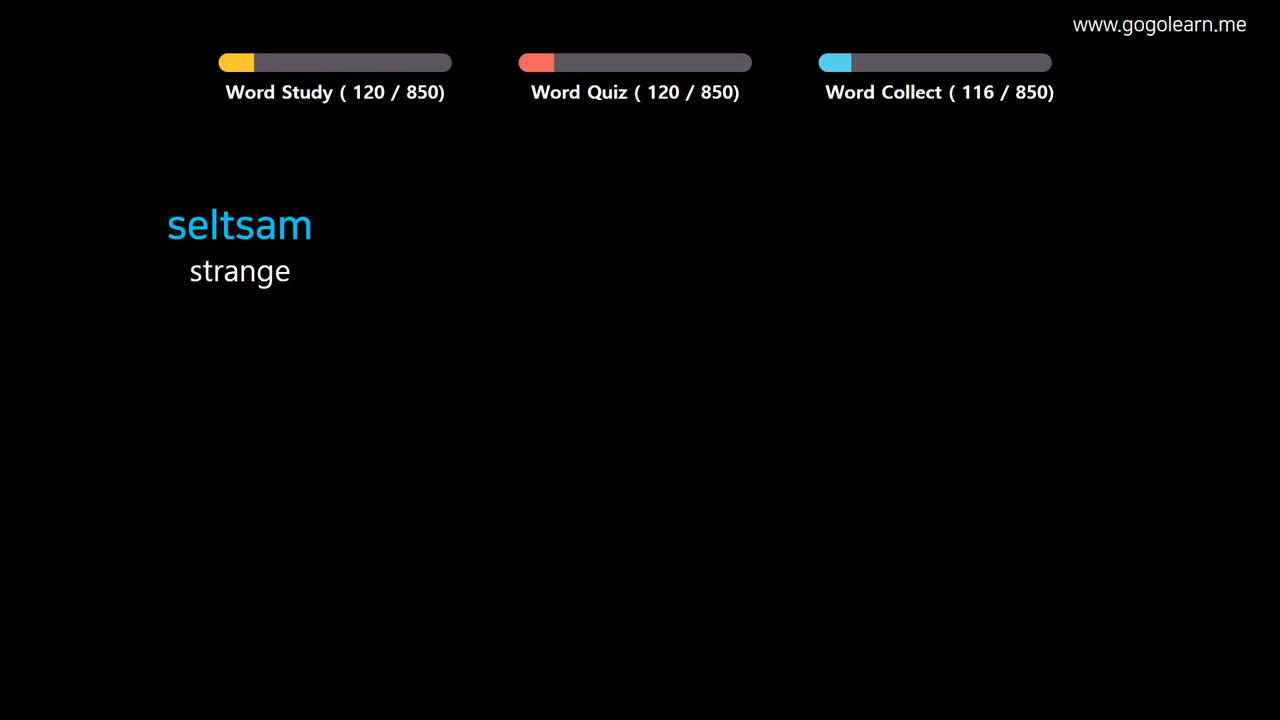 www.gogolearn.me
Word Study ( 120 / 850)
Word Quiz ( 120 / 850)
Word Collect ( 116 / 850)
seltsam
strange